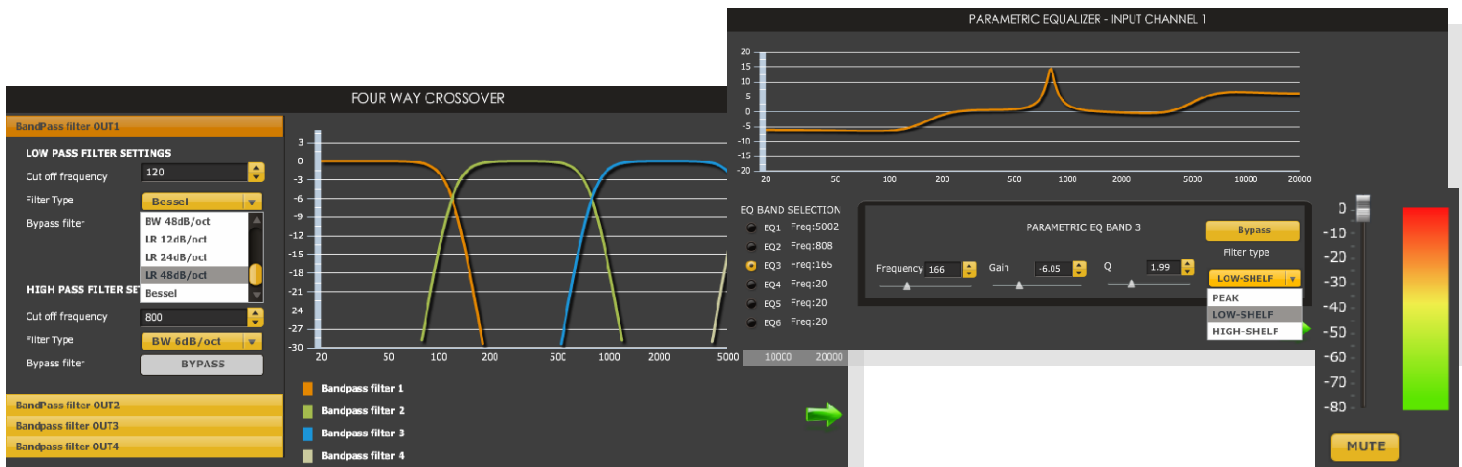 FOUR WAY CROSSOVER
BandPass filter OUT1
LOW PASS FILTER SETTINGS
Cut off frequency 120
Filter Type Bessel
Bypass filter
BW 48dB/oct
LR 12dB/oct
LR 24dB/oct
LR 48dB/oct
Bessel
HIGH PASS FILTER SE
Cut off frequency 800
Filter Type BW 6dB/oct
Bypass filter BYPASS
BandPass filter OUT2
Bandpass filter OUT3
Bandpass filter OUT4
3
0
-3
-6
-9
-12
-15
-18
-21
-24
-27
-30
20 50 100 200 500 1000 2000 5000 10000 20000
Bandpass filter 1
Bandpass filter 2
Bandpass filter 3
Bandpass filter 4
PARAMETRIC EQUALIZER - INPUT CHANNEL 1
20
15
10
5
0
-5
-10
-15
-20
20 50 100 200 500 1000 2000 5000 10000 20000
EQ BAND SELECTION
EQ1 Freq:5002
EQ2 Freq:808
EQ3 Freq:165
EQ4 Freq:20
EQ5 Freq:20
EQ6 Freq:20
PARAMETRIC EQ BAND 3
Frequency 166 Gain -6.05 Q 1.99
Bypass
Filter type
LOW-SHELF
PEAK
LOW-SHELF
HIGH-SHELF
0
-10
-20
-30
-40
-50
-60
-70
-80
MUTE